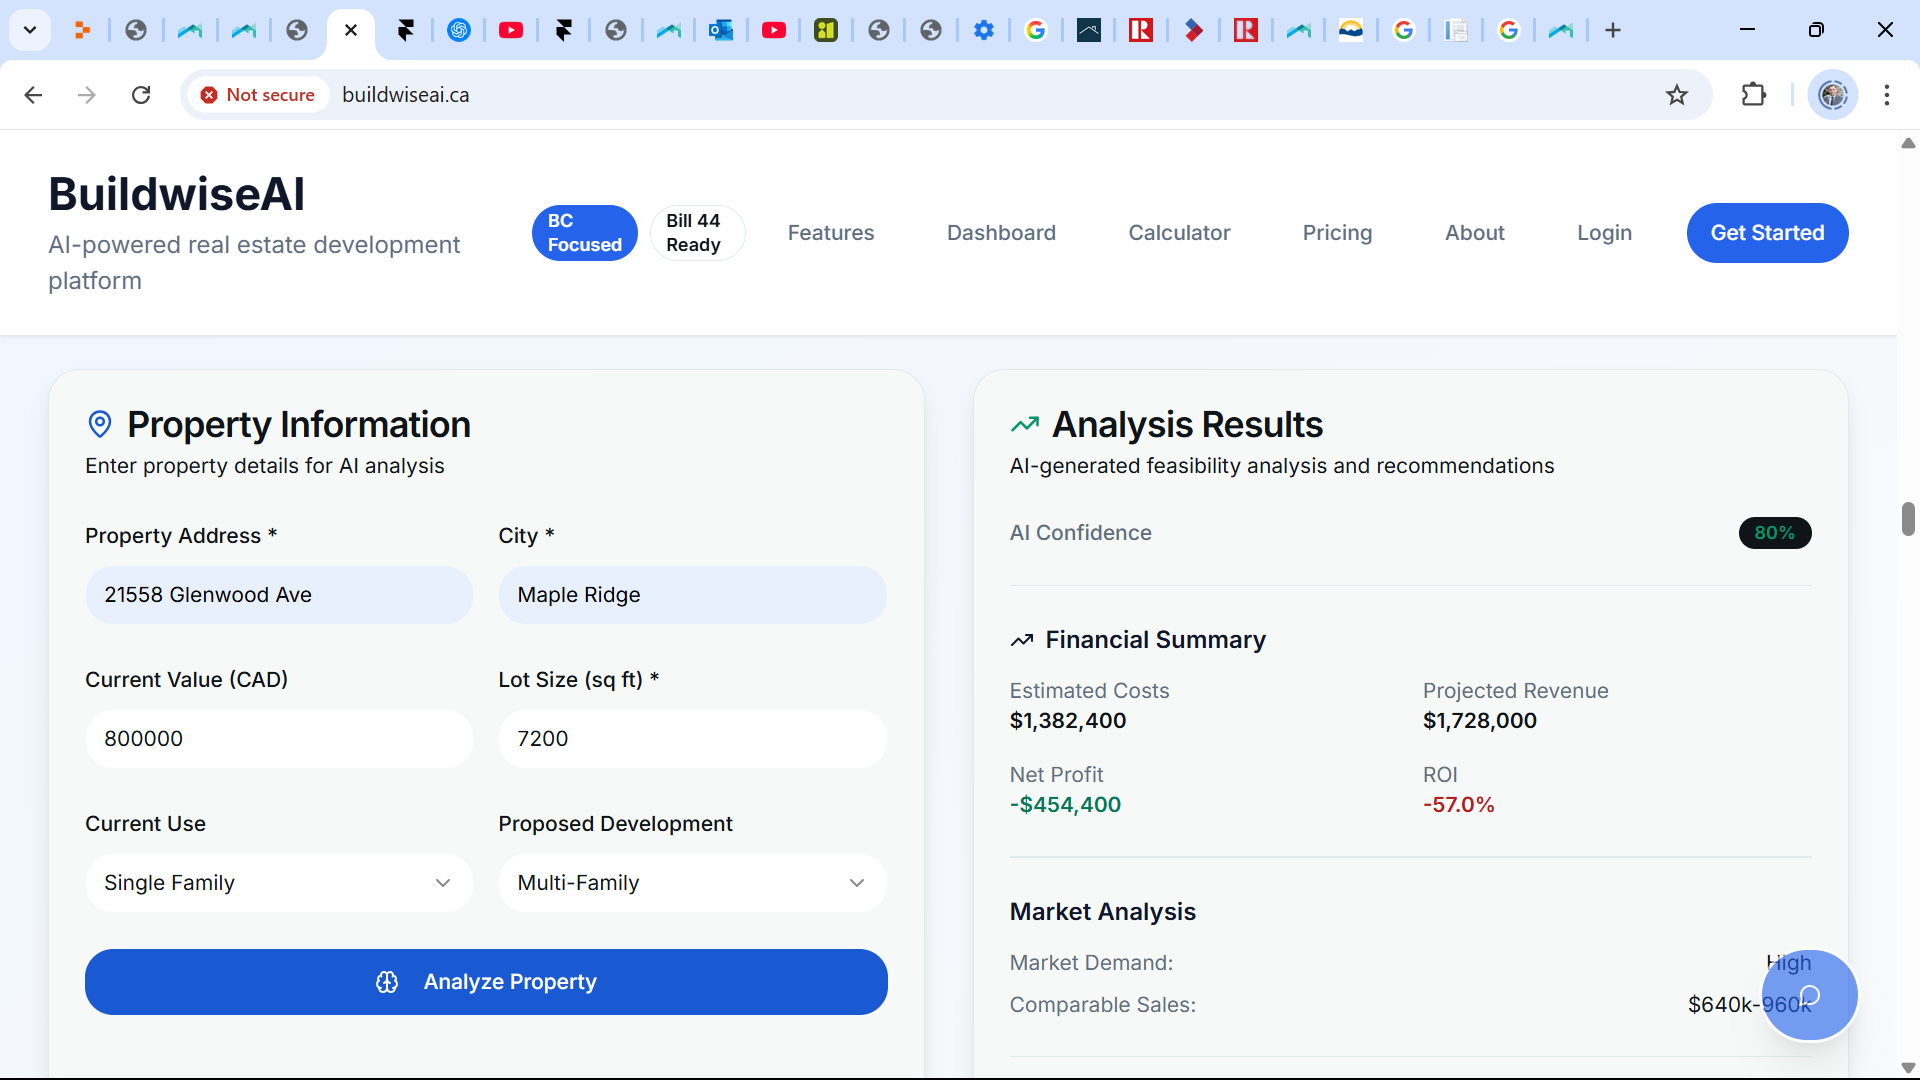 Not secure
buildwiseai.ca
BuildwiseAI
AI-powered real estate development
platform
BC
Focused
Bill 44
Ready
Features
Dashboard
Calculator
Pricing
About
Login
Get Started
Property Information
Enter property details for AI analysis
Property Address *
City *
21558 Glenwood Ave
Maple Ridge
Current Value (CAD)
Lot Size (sq ft) *
800000
7200
Current Use
Proposed Development
Single Family
Multi-Family
Analyze Property
Analysis Results
AI-generated feasibility analysis and recommendations
AI Confidence
80%
Financial Summary
Estimated Costs
Projected Revenue
$1,382,400
$1,728,000
Net Profit
ROI
-$454,400
-57.0%
Market Analysis
Market Demand:
High
Comparable Sales:
$640k-960k